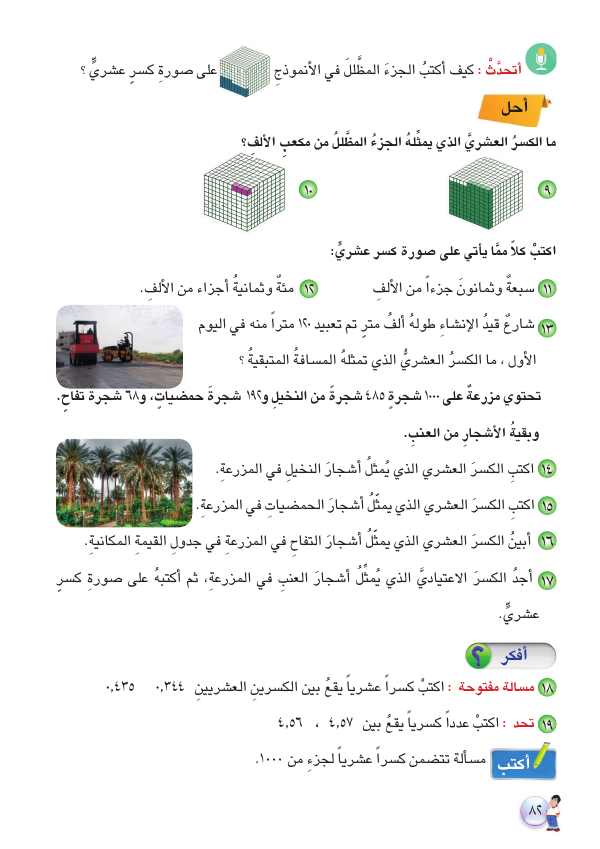 أتحدَّثُ : كيف أكتبُ الجزءَ المظَّللَ في الأنموذجِ على صورةِ كسرٍ عشريٍّ ؟
أحل
ما الكسرُ العشريَّ الذي يمثِّلهُ الجزءُ المظللُ من مكعبِ الألفِ؟
٩
١٠
اكتبْ كلاً ممَّا يأتي على صورة كسر عشريٍّ:
١١ سبعةٌ وثمانونَ جزءاً من الألفِ
١٢ مئةٌ وثمانيةُ أجزاء من الألفِ.
١٣ شارعٌ قيدُ الإنشاءِ طولهُ ألفُ مترٍ تم تعبيد ١٢٠ متراً منه في اليوم
الأول ، ما الكسرُ العشريُّ الذي تمثلهُ المسافةُ المتبقيةُ ؟
تحتوي مزرعةٌ على ١٠٠٠ شجرةٍ ٤٨٥ شجرةً من النخيلِ و١٩٢ شجرةَ حمضياتٍ، و٦٨ شجرة تفاحٍ.
وبقيةُ الأشجارِ من العنبِ.
١٤ اكتبِ الكسرَ العشري الذي يُمثلُ أشجارَ النخيلِ في المزرعةِ.
١٥ اكتبِ الكسرَ العشري الذي يمثّلُ أشجارَ الحمضياتِ في المزرعةِ.
١٦ أبينُ الكسرَ العشري الذي يمثّلُ أشجارَ التفاحِ في المزرعةِ في جدولِ القيمةِ المكانيةِ.
١٧ أجدُ الكسرَ الاعتياديَّ الذي يُمثِّلُ أشجارَ العنبِ في المزرعةِ، ثم أكتبهُ على صورةِ كسرٍ
عشريٍّ.
أفكر ؟
١٨ مسالة مفتوحة : اكتبْ كسراً عشرياً يقعُ بين الكسرينِ العشريينِ ٠,٣٤٤ ٠,٤٣٥
١٩ تحد : اكتبْ عدداً كسرياً يقعُ بين ٤,٥٧ ، ٤,٥٦
أكتب مسألة تتضمن كسراً عشرياً لجزءٍ من ١٠٠٠.
٨٢